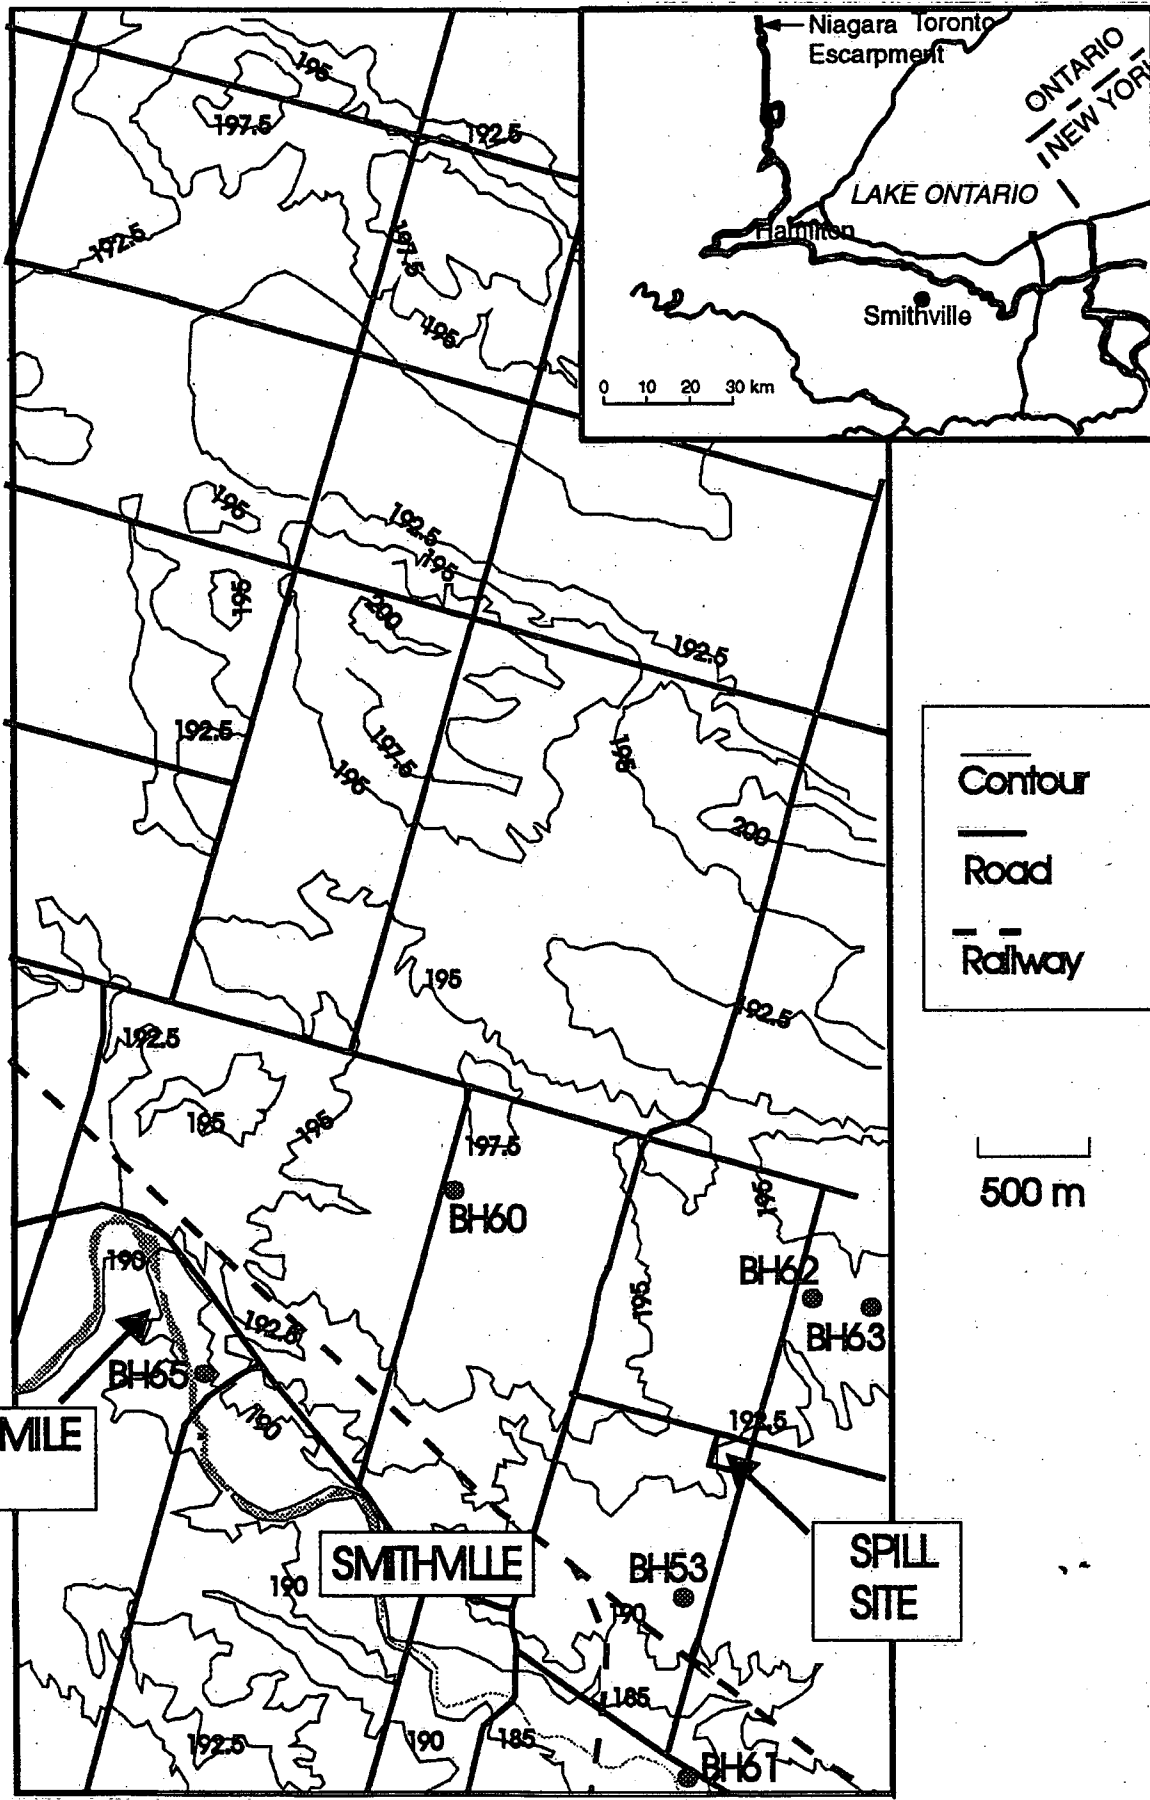 Niagara Toronto
Escarpment
ONTARIO
NEW YORK
LAKE ONTARIO
Hamilton
Smithville
0 10 20 30 km
195
197.5
192.5
192.5
197.5
195
195
192.5
195
195
200
192.5
192.5
195
197.5
195
200
195
192.5
192.5
195
195
197.5
195
BH60
BH62
BH63
190
192.5
195
BH65
190
192.5
MILE
SMITHVILLE
SPILL
SITE
BH53
190
190
185
192.5
190
185
BH61
Contour
Road
Railway
500 m